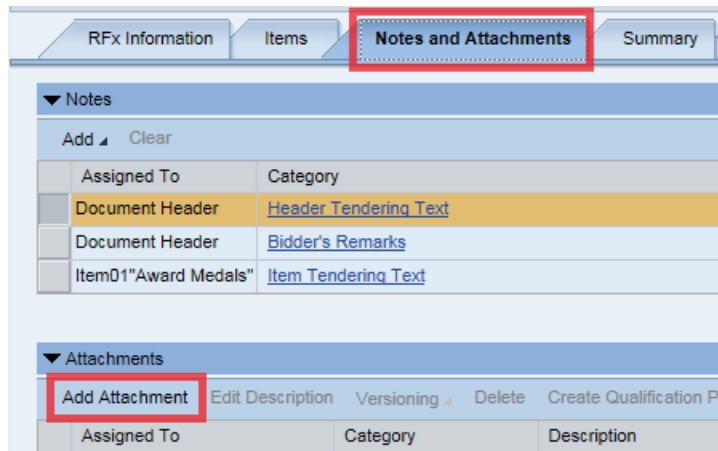 RFx Information Items Notes and Attachments Summary
Notes
Add Clear
Assigned To Category
Document Header Header Tendering Text
Document Header Bidder's Remarks
Item01"Award Medals" Item Tendering Text
Attachments
Add Attachment Edit Description Versioning Delete Create Qualification P
Assigned To Category Description